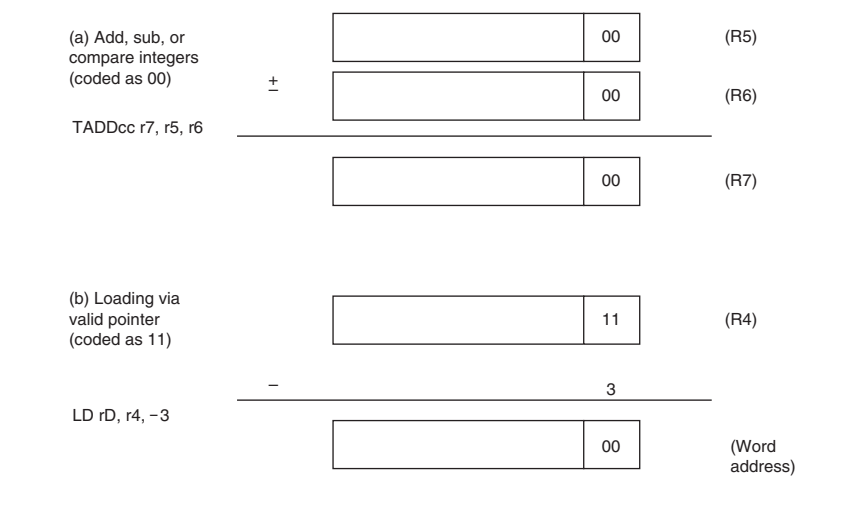 (a) Add, sub, or
compare integers
(coded as 00)
TADDcc r7, r5, r6
±
00 (R5)
00 (R6)
00 (R7)
(b) Loading via
valid pointer
(coded as 11)
LD rD, r4, −3
11 (R4)
− 3
00 (Word
address)